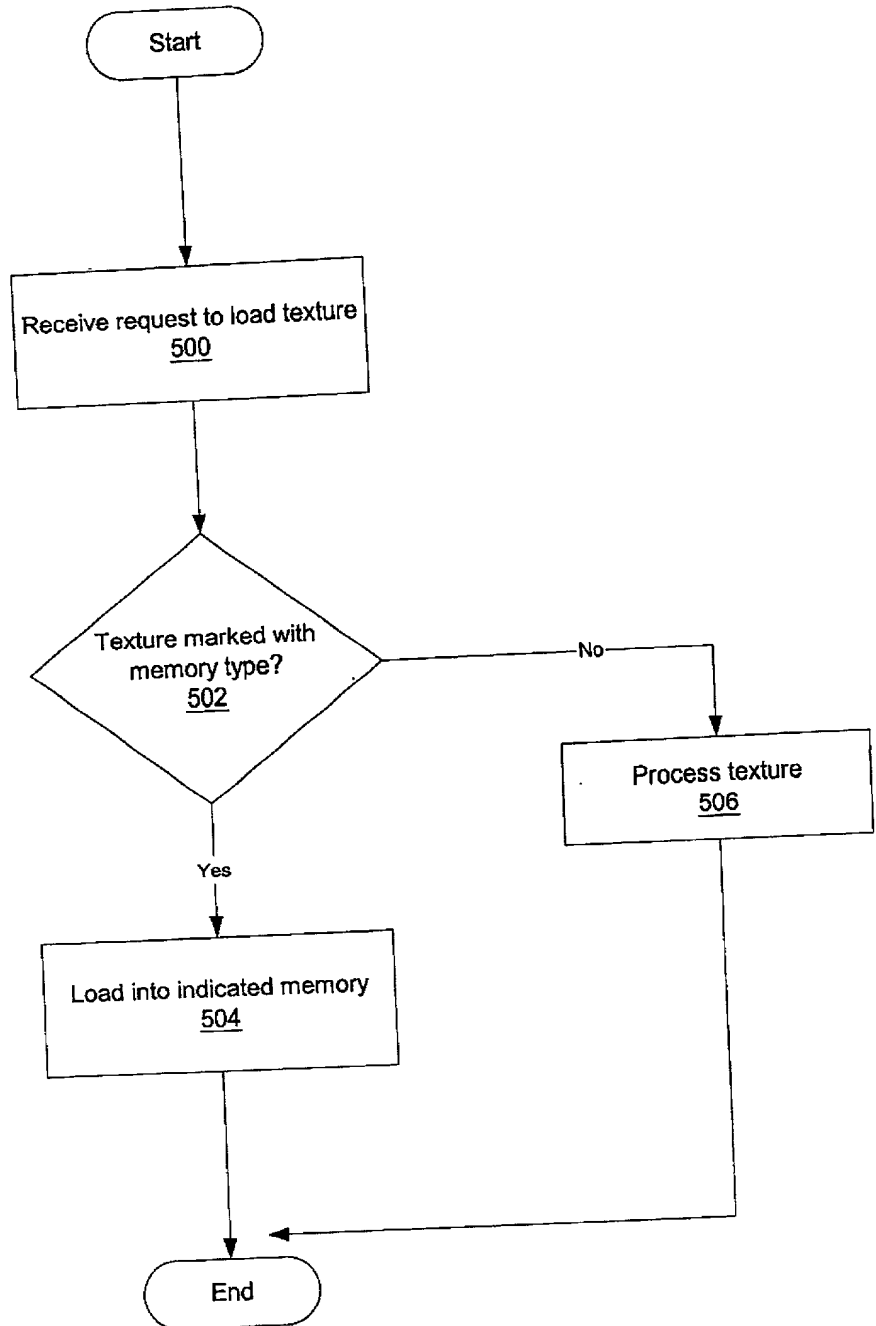 Start
Receive request to load texture
500
Texture marked with
memory type?
502
No
Process texture
506
Yes
Load into indicated memory
504
End